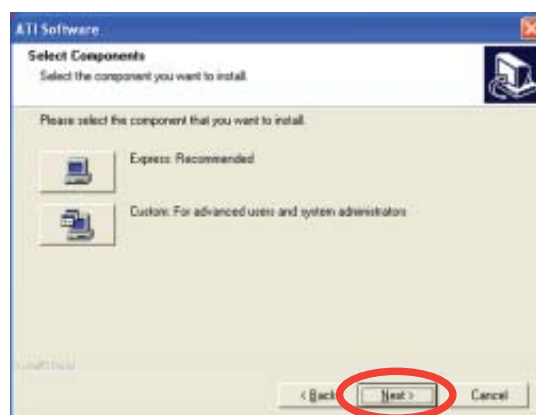 ATI Software
Select Components
Select the component you want to install.
Please select the component that you want to install.
Express: Recommended
Custom: For advanced users and system administrators
InstallShield
< Back
Next >
Cancel